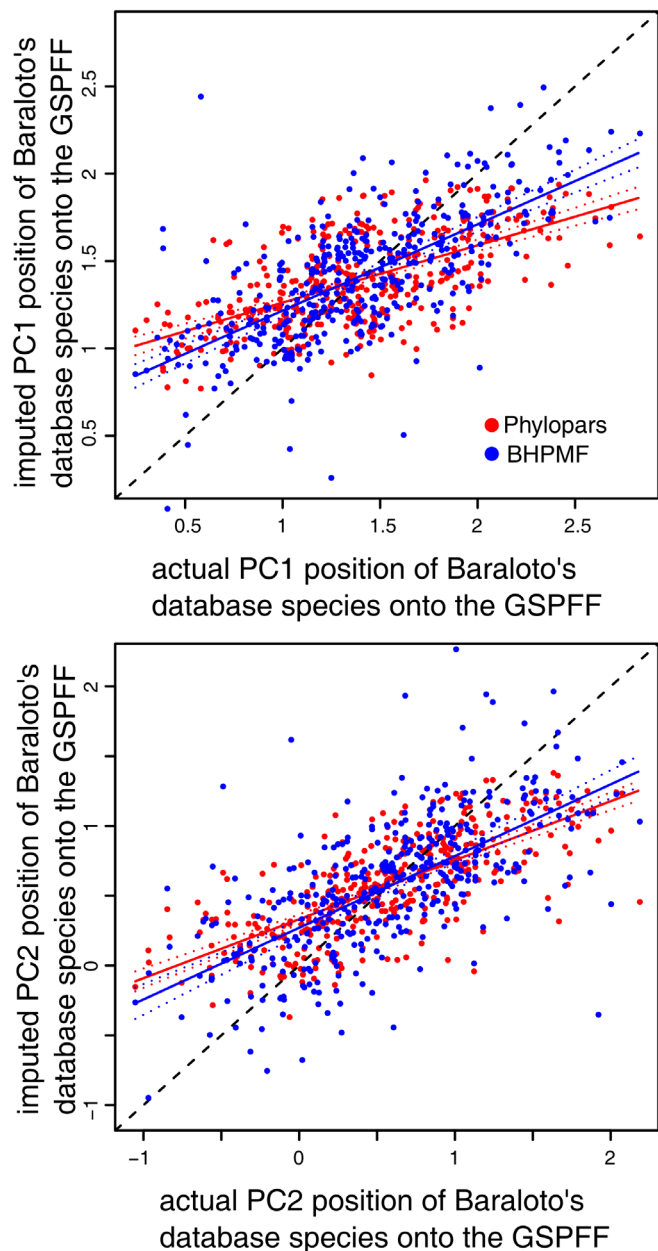 imputed PC1 position of Baraloto's
database species onto the GSPFF
2.5
2
1.5
1
0.5
Phylopars
BHPMF
0.5
1
1.5
2
2.5
actual PC1 position of Baraloto's
database species onto the GSPFF
imputed PC2 position of Baraloto's
database species onto the GSPFF
2
1
0
−1
−1
0
1
2
actual PC2 position of Baraloto's
database species onto the GSPFF